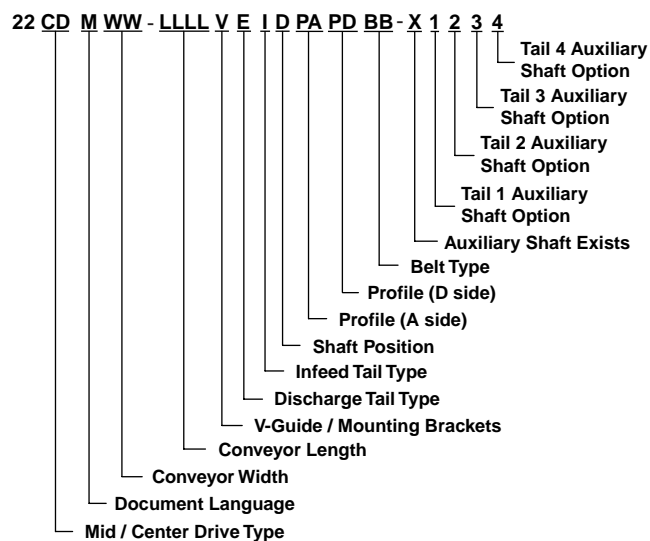 22 CD M WW - LLLL V E I D PA PD BB - X 1 2 3 4
Tail 4 Auxiliary
Shaft Option
Tail 3 Auxiliary
Shaft Option
Tail 2 Auxiliary
Shaft Option
Tail 1 Auxiliary
Shaft Option
Auxiliary Shaft Exists
Belt Type
Profile (D side)
Profile (A side)
Shaft Position
Infeed Tail Type
Discharge Tail Type
V-Guide / Mounting Brackets
Conveyor Length
Conveyor Width
Document Language
Mid / Center Drive Type